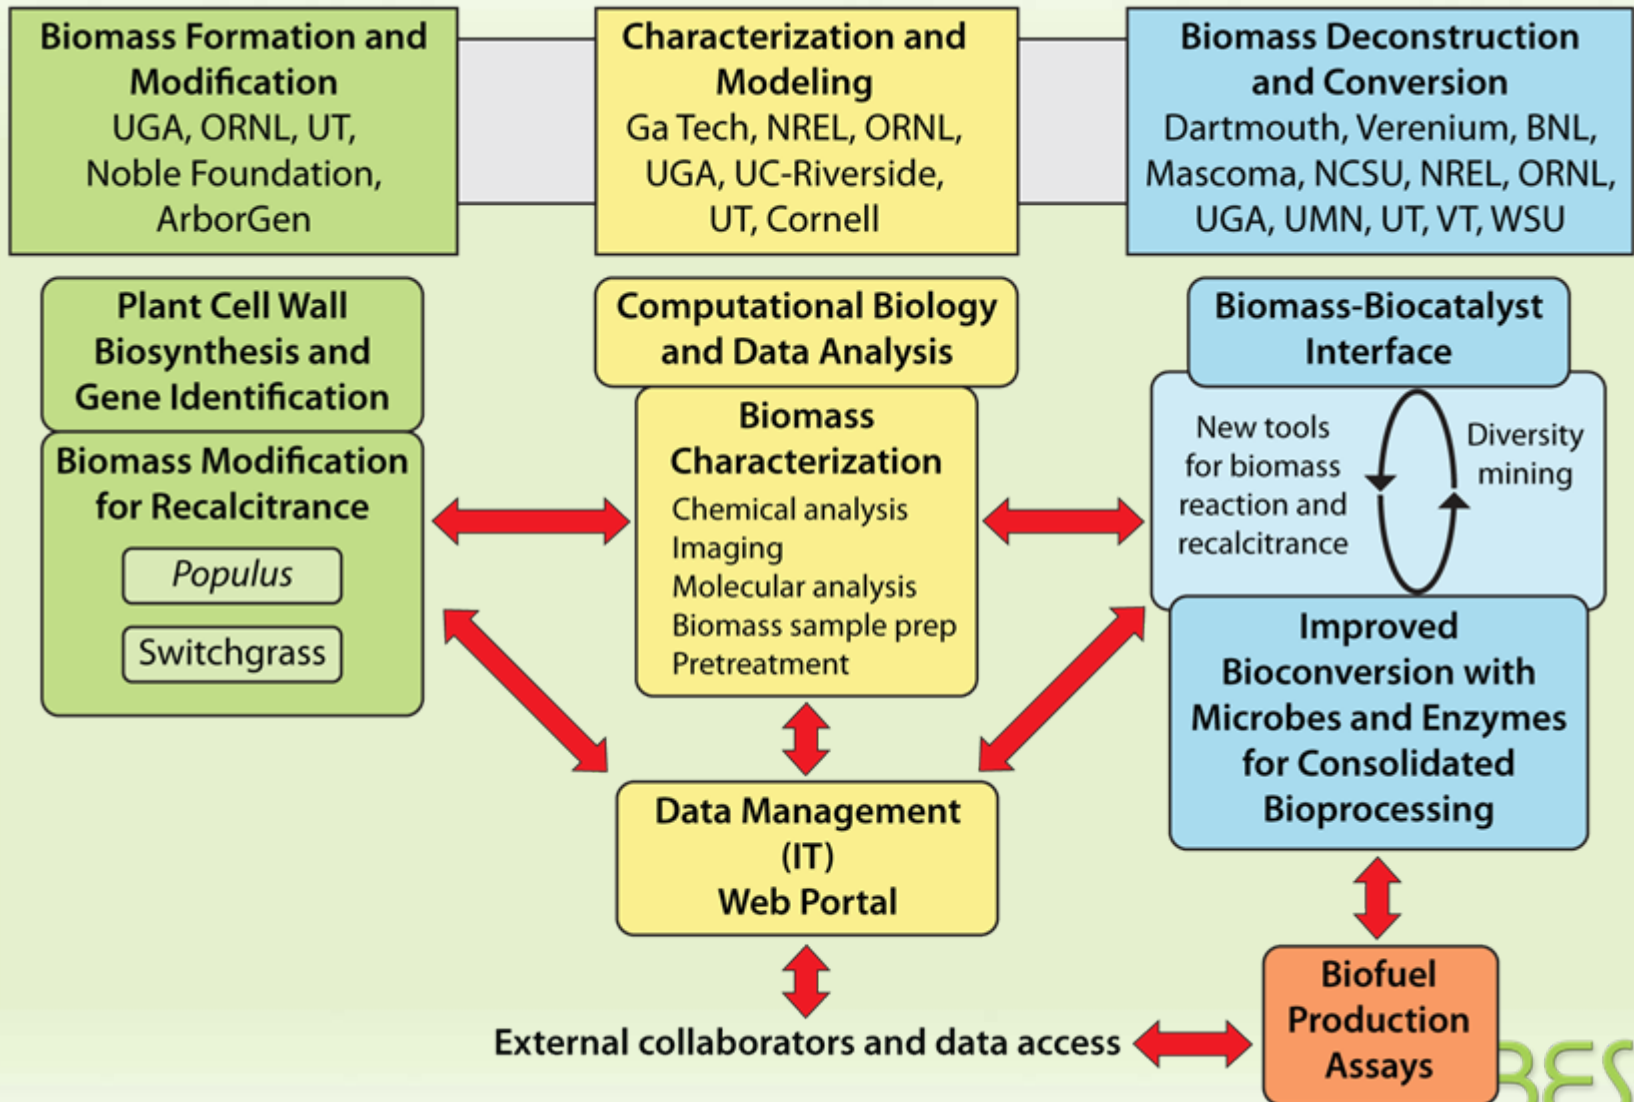 Biomass Formation and
Modification
UGA, ORNL, UT,
Noble Foundation,
ArborGen
Characterization and
Modeling
Ga Tech, NREL, ORNL,
UGA, UC-Riverside,
UT, Cornell
Biomass Deconstruction
and Conversion
Dartmouth, Verenium, BNL,
Mascoma, NCSU, NREL, ORNL,
UGA, UMN, UT, VT, WSU
Plant Cell Wall
Biosynthesis and
Gene Identification
Biomass Modification
for Recalcitrance
Populus
Switchgrass
Computational Biology
and Data Analysis
Biomass
Characterization
Chemical analysis
Imaging
Molecular analysis
Biomass sample prep
Pretreatment
Biomass-Biocatalyst
Interface
New tools
for biomass
reaction and
recalcitrance
Diversity
mining
Improved
Bioconversion with
Microbes and Enzymes
for Consolidated
Bioprocessing
Data Management
(IT)
Web Portal
External collaborators and data access
Biofuel
Production
Assays